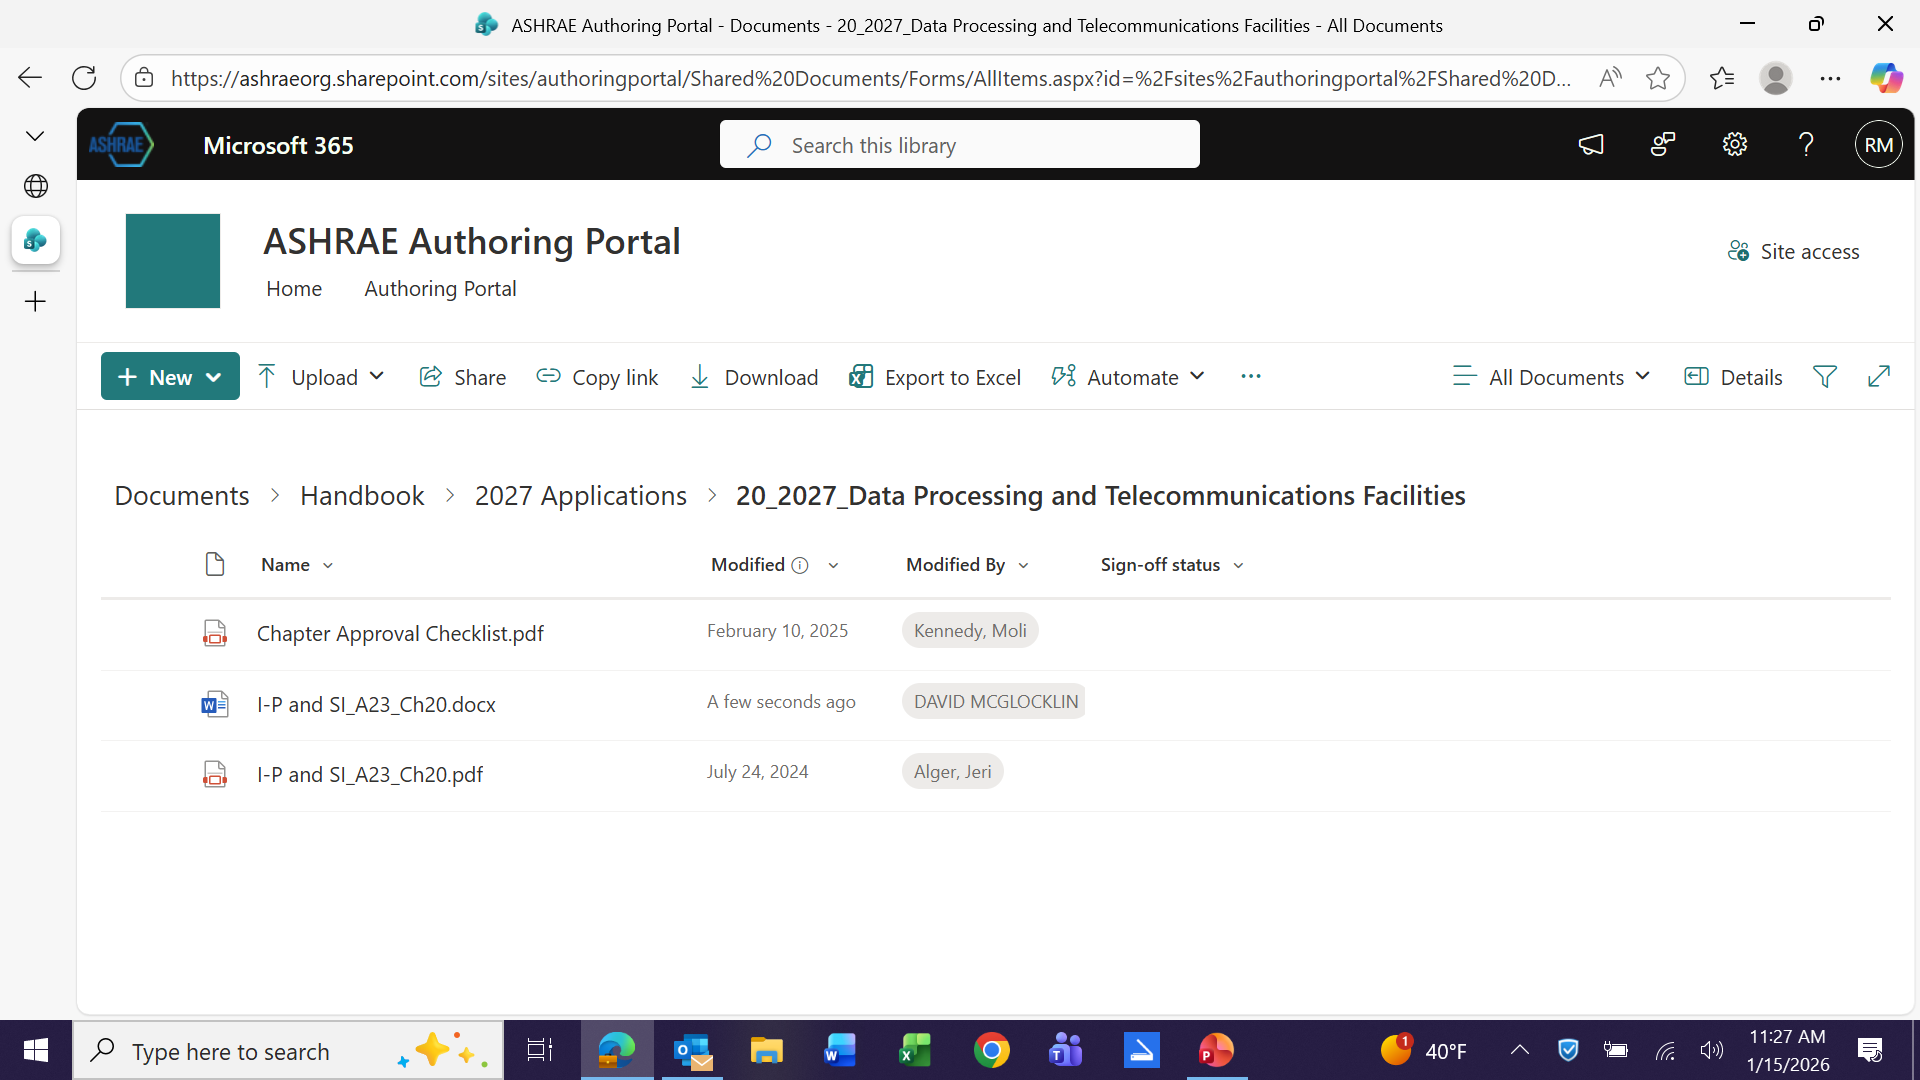 ASHRAE Authoring Portal - Documents - 20_2027_Data Processing and Telecommunications Facilities - All Documents
https://ashraeorg.sharepoint.com/sites/authoringportal/Shared%20Documents/Forms/AllItems.aspx?id=%2Fsites%2Fauthoringportal%2FShared%20D...
ASHRAE
Microsoft 365
Search this library
RM
ASHRAE Authoring Portal
Home
Authoring Portal
Site access
New
Upload
Share
Copy link
Download
Export to Excel
Automate
All Documents
Details
Documents > Handbook > 2027 Applications > 20_2027_Data Processing and Telecommunications Facilities
Name
Modified
Modified By
Sign-off status
Chapter Approval Checklist.pdf
February 10, 2025
Kennedy, Moli
I-P and SI_A23_Ch20.docx
A few seconds ago
DAVID MCGLOCKLIN
I-P and SI_A23_Ch20.pdf
July 24, 2024
Alger, Jeri
Type here to search
1
40°F
11:27 AM
1/15/2026